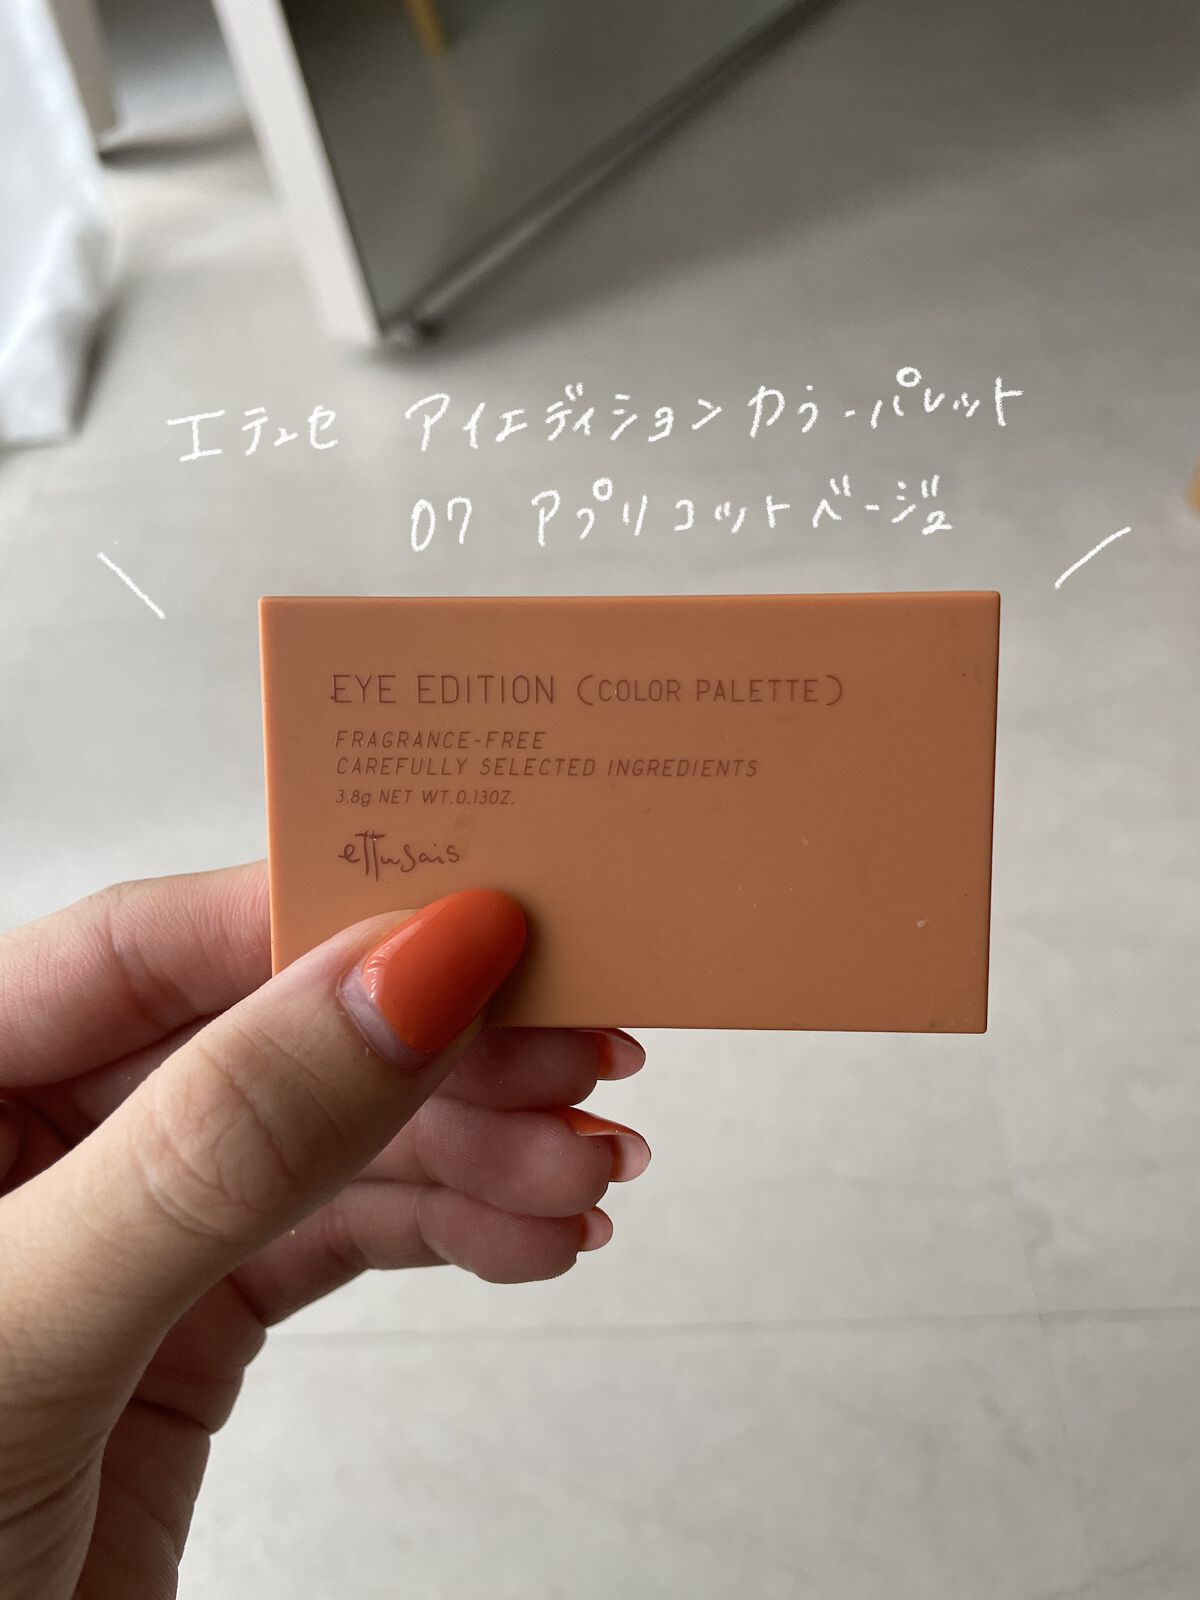 エテュセ アイエディションカラーパレット
07 アプリコットベージュ
EYE EDITION (COLOR PALETTE)
FRAGRANCE-FREE
CAREFULLY SELECTED INGREDIENTS
3.8g NET WT.0.13OZ.
ettusais